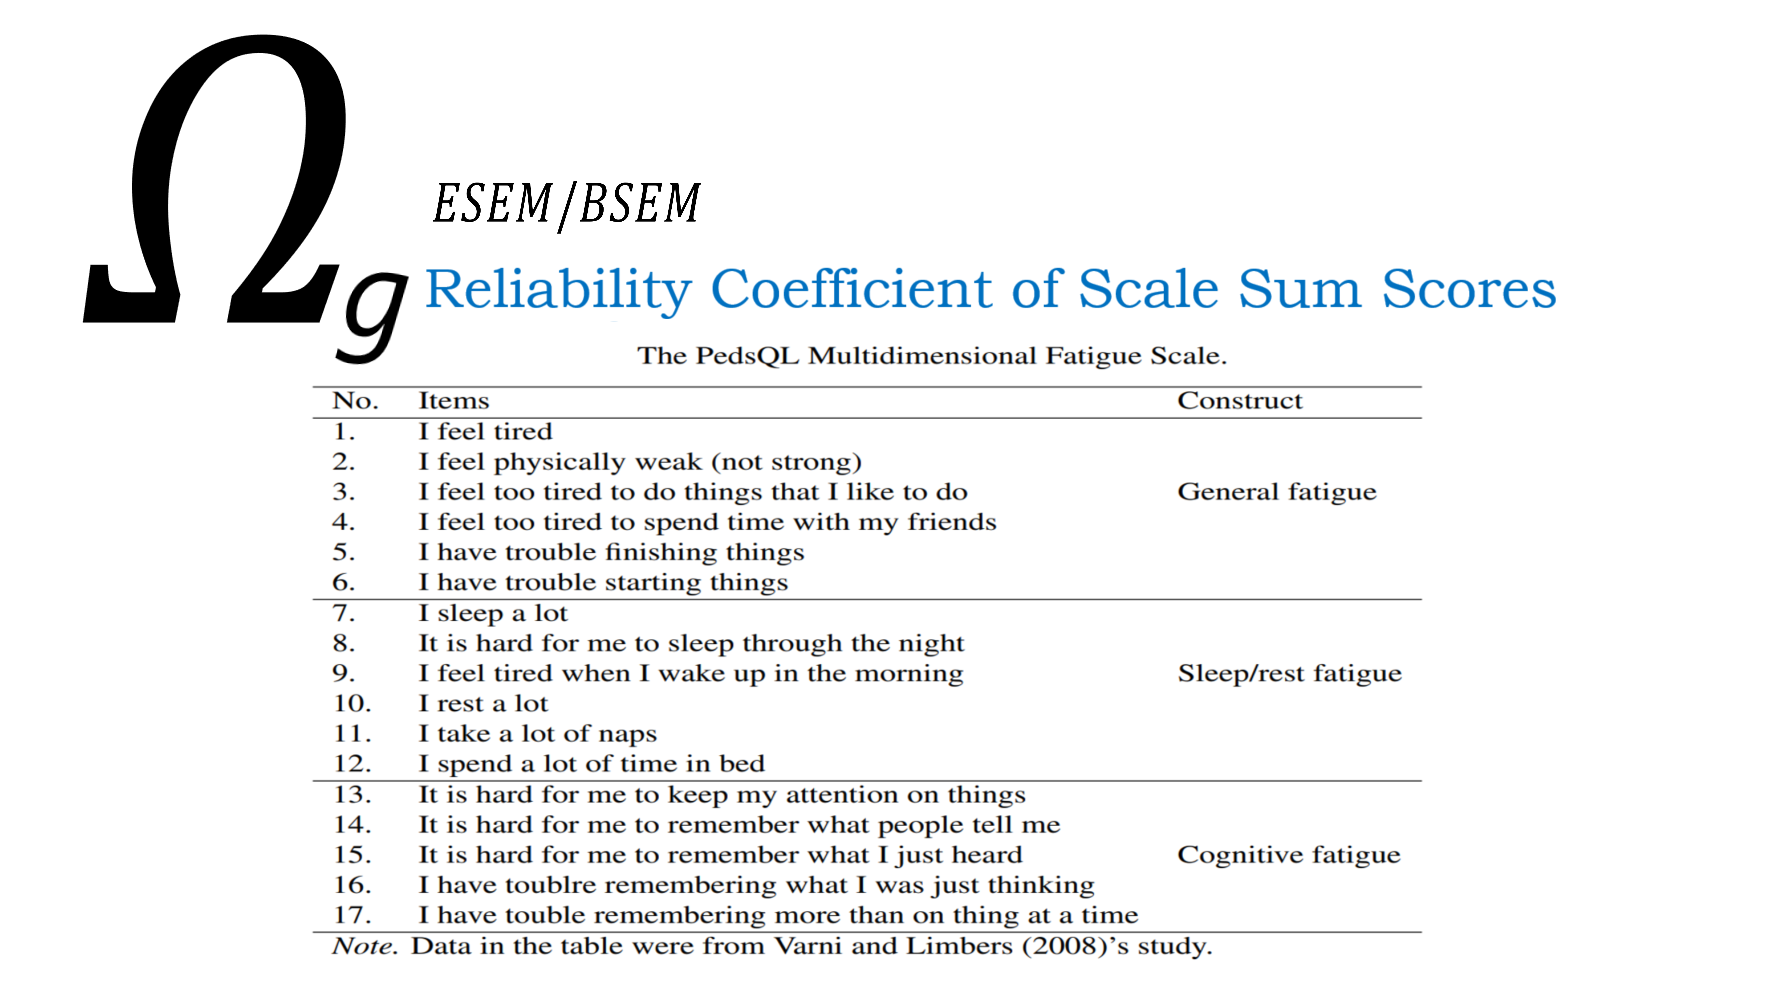 Ω
g
ESEM/BSEM
Reliability Coefficient of Scale Sum Scores
The PedsQL Multidimensional Fatigue Scale.
No. Items Construct
1. I feel tired
2. I feel physically weak (not strong)
3. I feel too tired to do things that I like to do General fatigue
4. I feel too tired to spend time with my friends
5. I have trouble finishing things
6. I have trouble starting things
7. I sleep a lot
8. It is hard for me to sleep through the night
9. I feel tired when I wake up in the morning Sleep/rest fatigue
10. I rest a lot
11. I take a lot of naps
12. I spend a lot of time in bed
13. It is hard for me to keep my attention on things
14. It is hard for me to remember what people tell me
15. It is hard for me to remember what I just heard Cognitive fatigue
16. I have toublre remembering what I was just thinking
17. I have touble remembering more than on thing at a time
Note. Data in the table were from Varni and Limbers (2008)'s study.